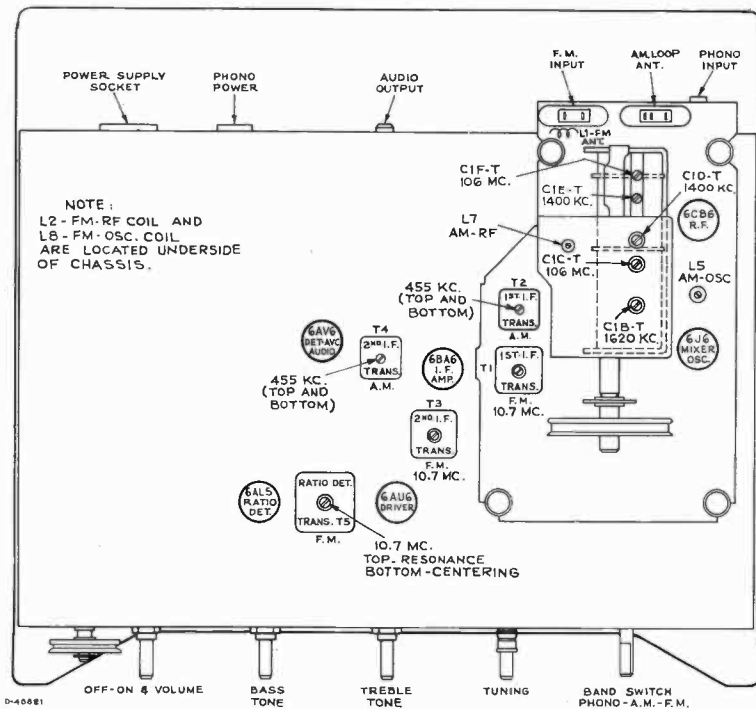 POWER SUPPLY
SOCKET
PHONO
POWER
AUDIO
OUTPUT
F.M.
INPUT
AM.LOOP
ANT.
PHONO
INPUT
L1-FM
ANT.
C1F-T
106 MC.
C1E-T
1400 KC.
C1D-T
1400 KC.
6CB6
R.F.
NOTE:
L2-FM-RF COIL AND
L8-FM-OSC. COIL
ARE LOCATED UNDERSIDE
OF CHASSIS.
L7
AM-RF
C1C-T
106 MC.
L5
AM-OSC
455 KC.
(TOP AND
BOTTOM)
T2
1ST I.F.
TRANS.
A.M.
C1B-T
1620 KC.
6J6
MIXER
OSC.
6AV6
DET-AVC
AUDIO
T4
2ND I.F.
TRANS.
A.M.
455 KC.
(TOP AND
BOTTOM)
6BA6
I.F.
AMP.
T1
1ST I.F.
TRANS.
F.M.
10.7 MC.
T3
2ND I.F.
TRANS.
F.M.
10.7 MC.
6AL5
RATIO
DET.
RATIO DET.
TRANS. T5
F.M.
6AU6
DRIVER
10.7 MC.
TOP-RESONANCE
BOTTOM-CENTERING
OFF-ON & VOLUME
BASS
TONE
TREBLE
TONE
TUNING
BAND SWITCH
PHONO-A.M.-F.M.
D-46821